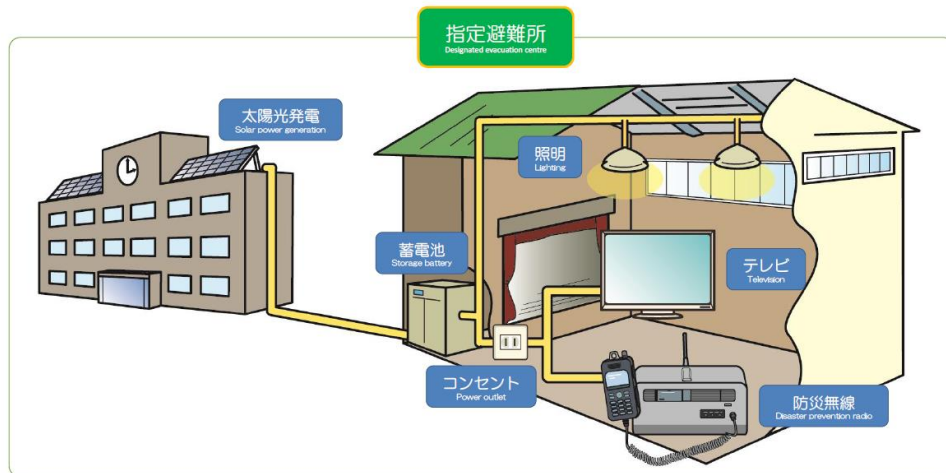 指定避難所
Designated evacuation centre
太陽光発電
Solar power generation
照明
Lighting
蓄電池
Storage battery
テレビ
Television
コンセント
Power outlet
防災無線
Disaster prevention radio